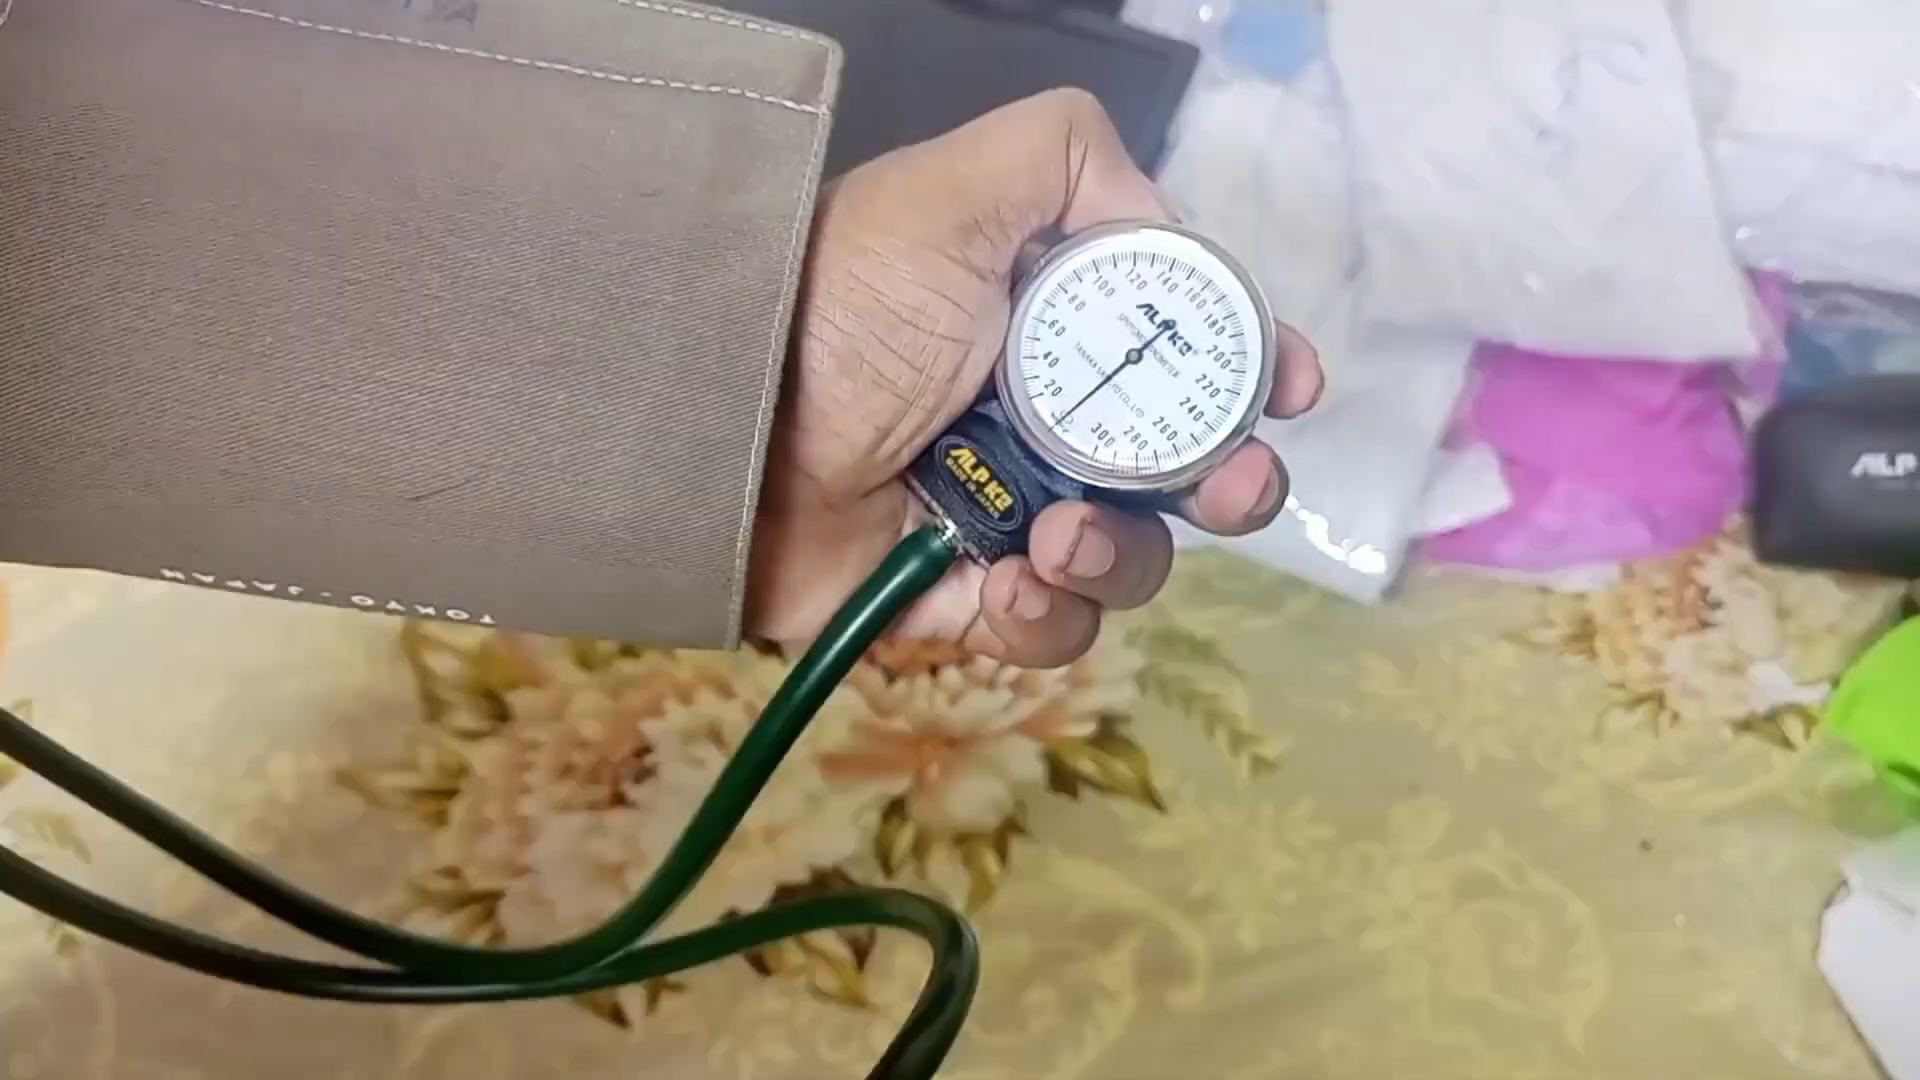 20
40
60
80
100
120
140
160
180
200
220
240
260
280
300
ALPK2®
SPHYGMOMANOMETER
TANAKA SANGYO CO., LTD
ALPK2
MADE IN JAPAN
TOKYO - JAPAN
ALP